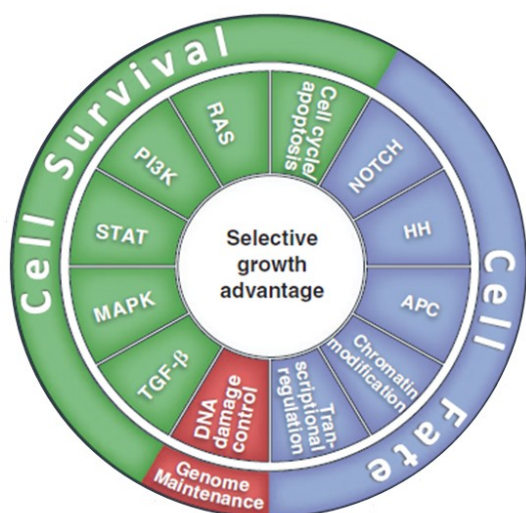 Cell Survival
Cell Fate
Genome
Maintenance
Cell cycle/
apoptosis
NOTCH
HH
APC
Chromatin
modification
Tran-
scriptional
regulation
DNA
damage
control
TGF-β
MAPK
STAT
PI3K
RAS
Selective
growth
advantage